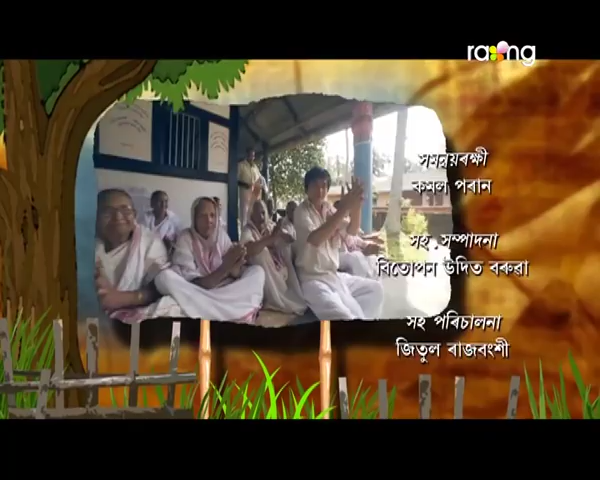 rang
সমন্বয়ৰক্ষী
কমল পৰান
সহ সম্পাদনা
বিতোপন উদিত বৰুৱা
সহ পৰিচালনা
জিতুল ৰাজবংশী